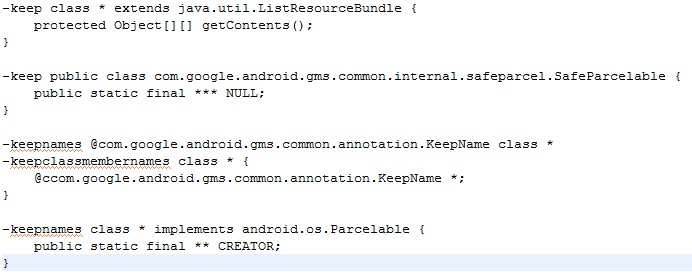 -keep class * extends java.util.ListResourceBundle {
    protected Object[][] getContents();
}

-keep public class com.google.android.gms.common.internal.safeparcel.SafeParcelable {
    public static final *** NULL;
}

-keepnames @com.google.android.gms.common.annotation.KeepName class *
-keepclassmembernames class * {
    @ccom.google.android.gms.common.annotation.KeepName *;
}

-keepnames class * implements android.os.Parcelable {
    public static final ** CREATOR;
}